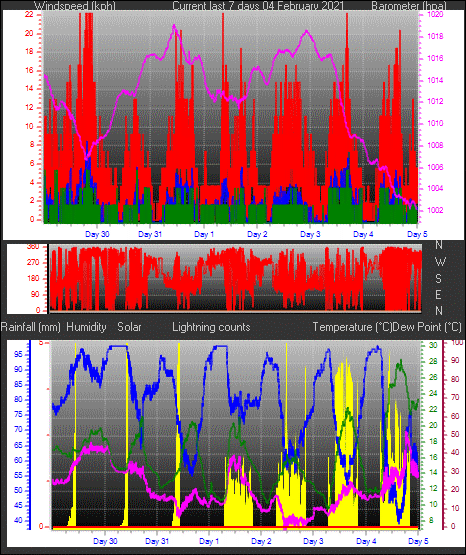 Windspeed (kph) Current last 7 days 04 February 2021 Barometer (hpa)
22 1020
20 1018
18
16 1016
14 1014
12 1012
10 1010
8 1008
6 1006
4 1004
2 1002
0
Day 30 Day 31 Day 1 Day 2 Day 3 Day 4 Day 5
360 N
270 W
180 S
90 E
0 N
Rainfall (mm) Humidity Solar Lightning counts Temperature (°C) Dew Point (°C)
95 30 100
90 28 90
85 26 80
80 24 70
75 22 60
70 20 50
65 18 40
60 16 30
55 14 20
50 12 10
45 10 0
40 8
0
Day 30 Day 31 Day 1 Day 2 Day 3 Day 4 Day 5